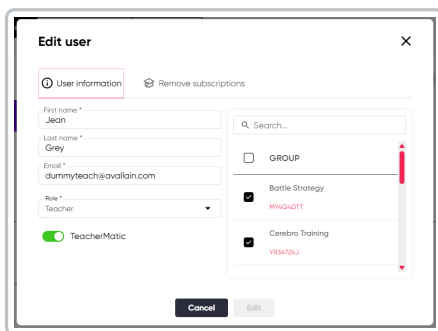 Edit user
User information
Remove subscriptions
First name *
Jean
Last name *
Grey
Email *
dummyteach@avallain.com
Role *
Teacher
TeacherMatic
Search...
GROUP
Battle Strategy
MY4Q4DTT
Cerebro Training
YR347Z4J
Cancel
Edit